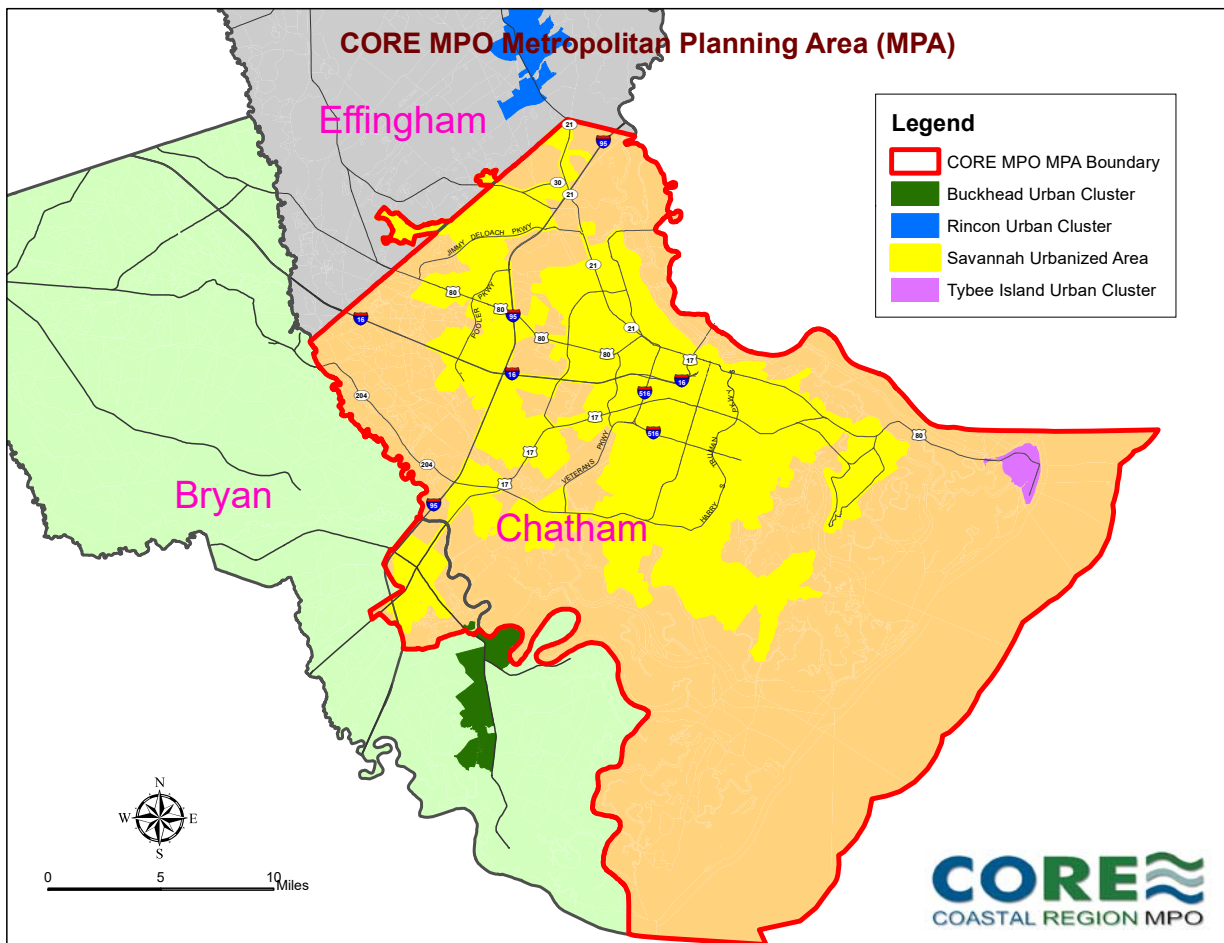 CORE MPO Metropolitan Planning Area (MPA)
Effingham
Legend
CORE MPO MPA Boundary
Buckhead Urban Cluster
Rincon Urban Cluster
Savannah Urbanized Area
Tybee Island Urban Cluster
21
95
30
21
JIMMY DELOACH PKWY
21
80
POOLER PKWY
80
95
16
80
21
80
17
16
16
516
HARRY S TRUMAN PKWY S
204
17
516
VETERANS PKWY
80
17
204
17
95
Bryan
Chatham
N
W E
S
0 5 10
Miles
CORE
COASTAL REGION MPO